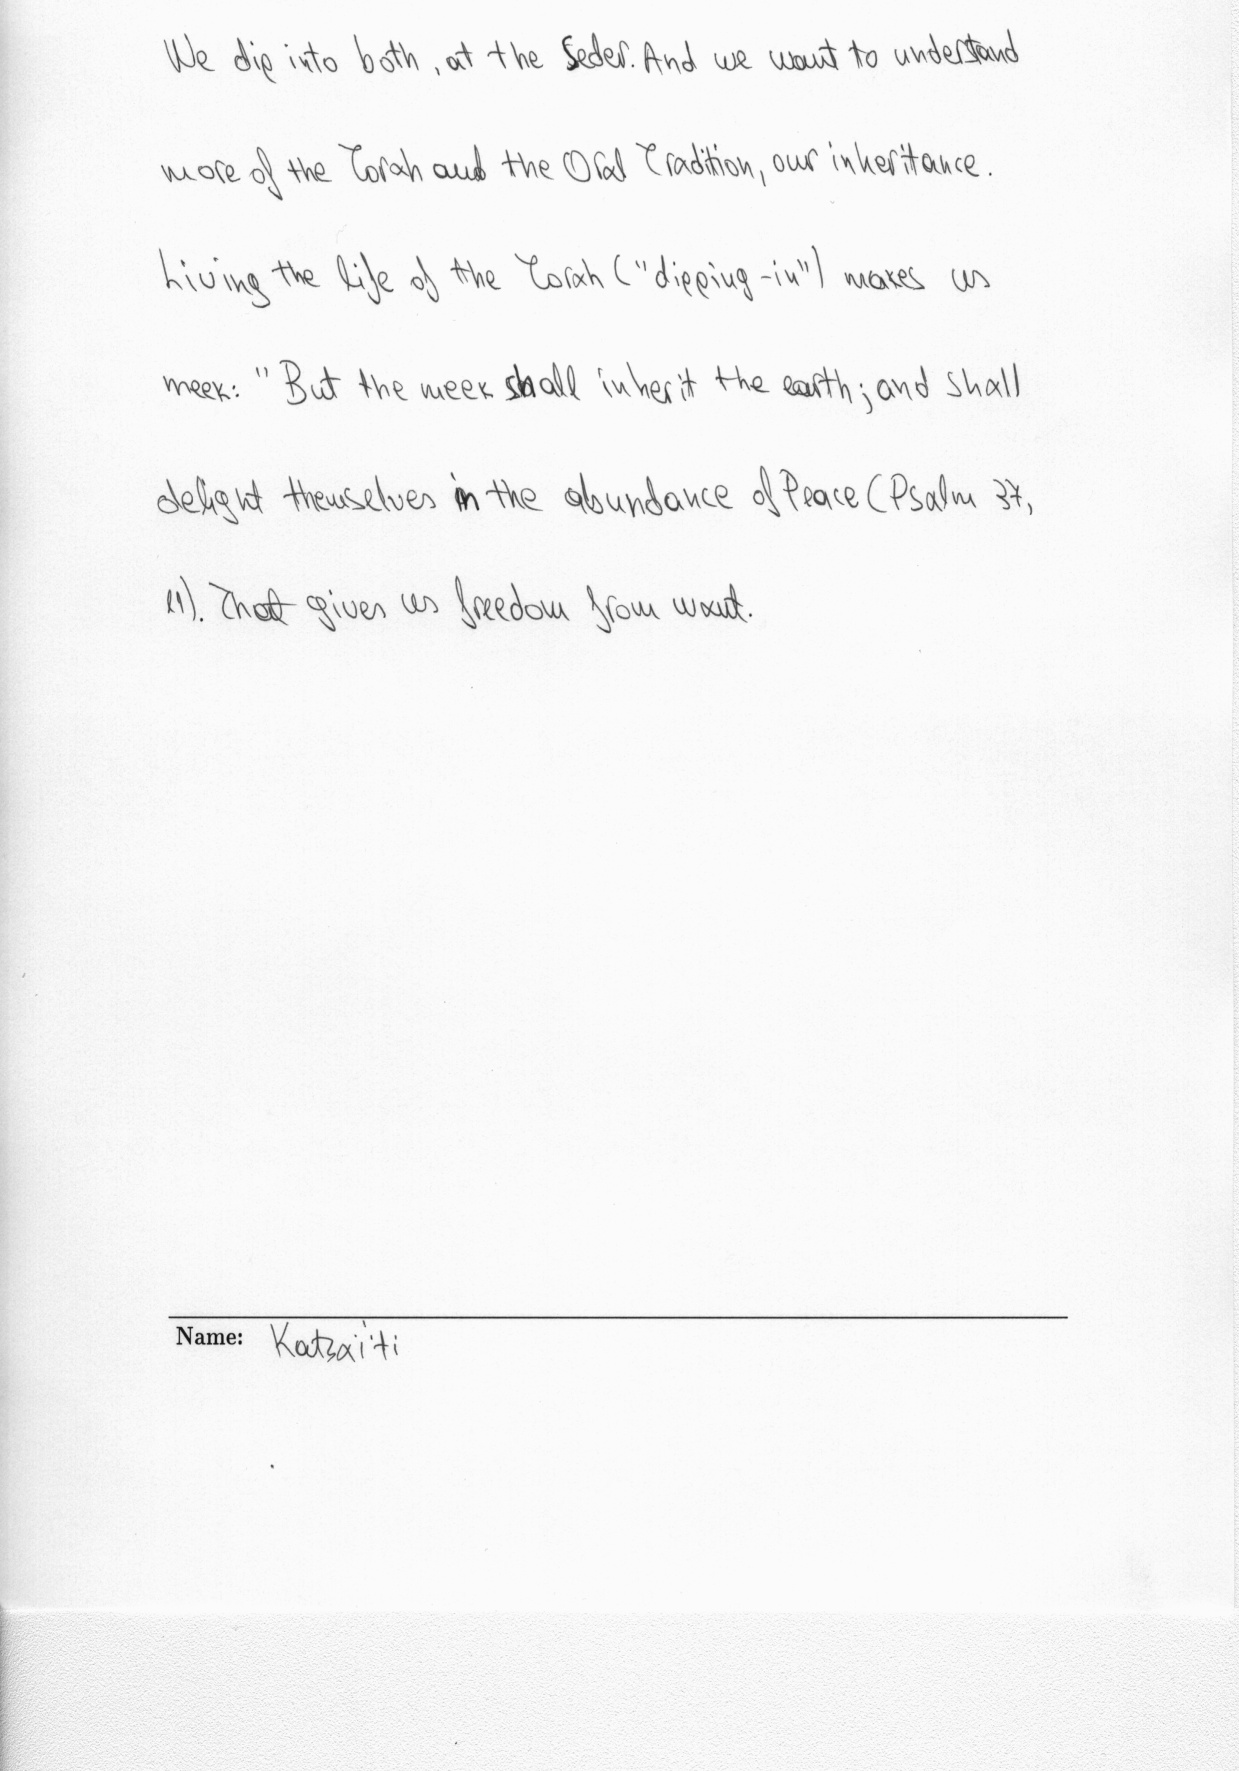 We dip into both, at the Seder. And we want to understand
more of the Torah and the Oral Tradition, our inheritance.
Living the life of the Torah ("dipping-in") makes us
meek: "But the meek shall inherit the earth; and shall
delight themselves in the abundance of Peace (Psalm 37,
11). That gives us freedom from want.
Name: Katsaïti